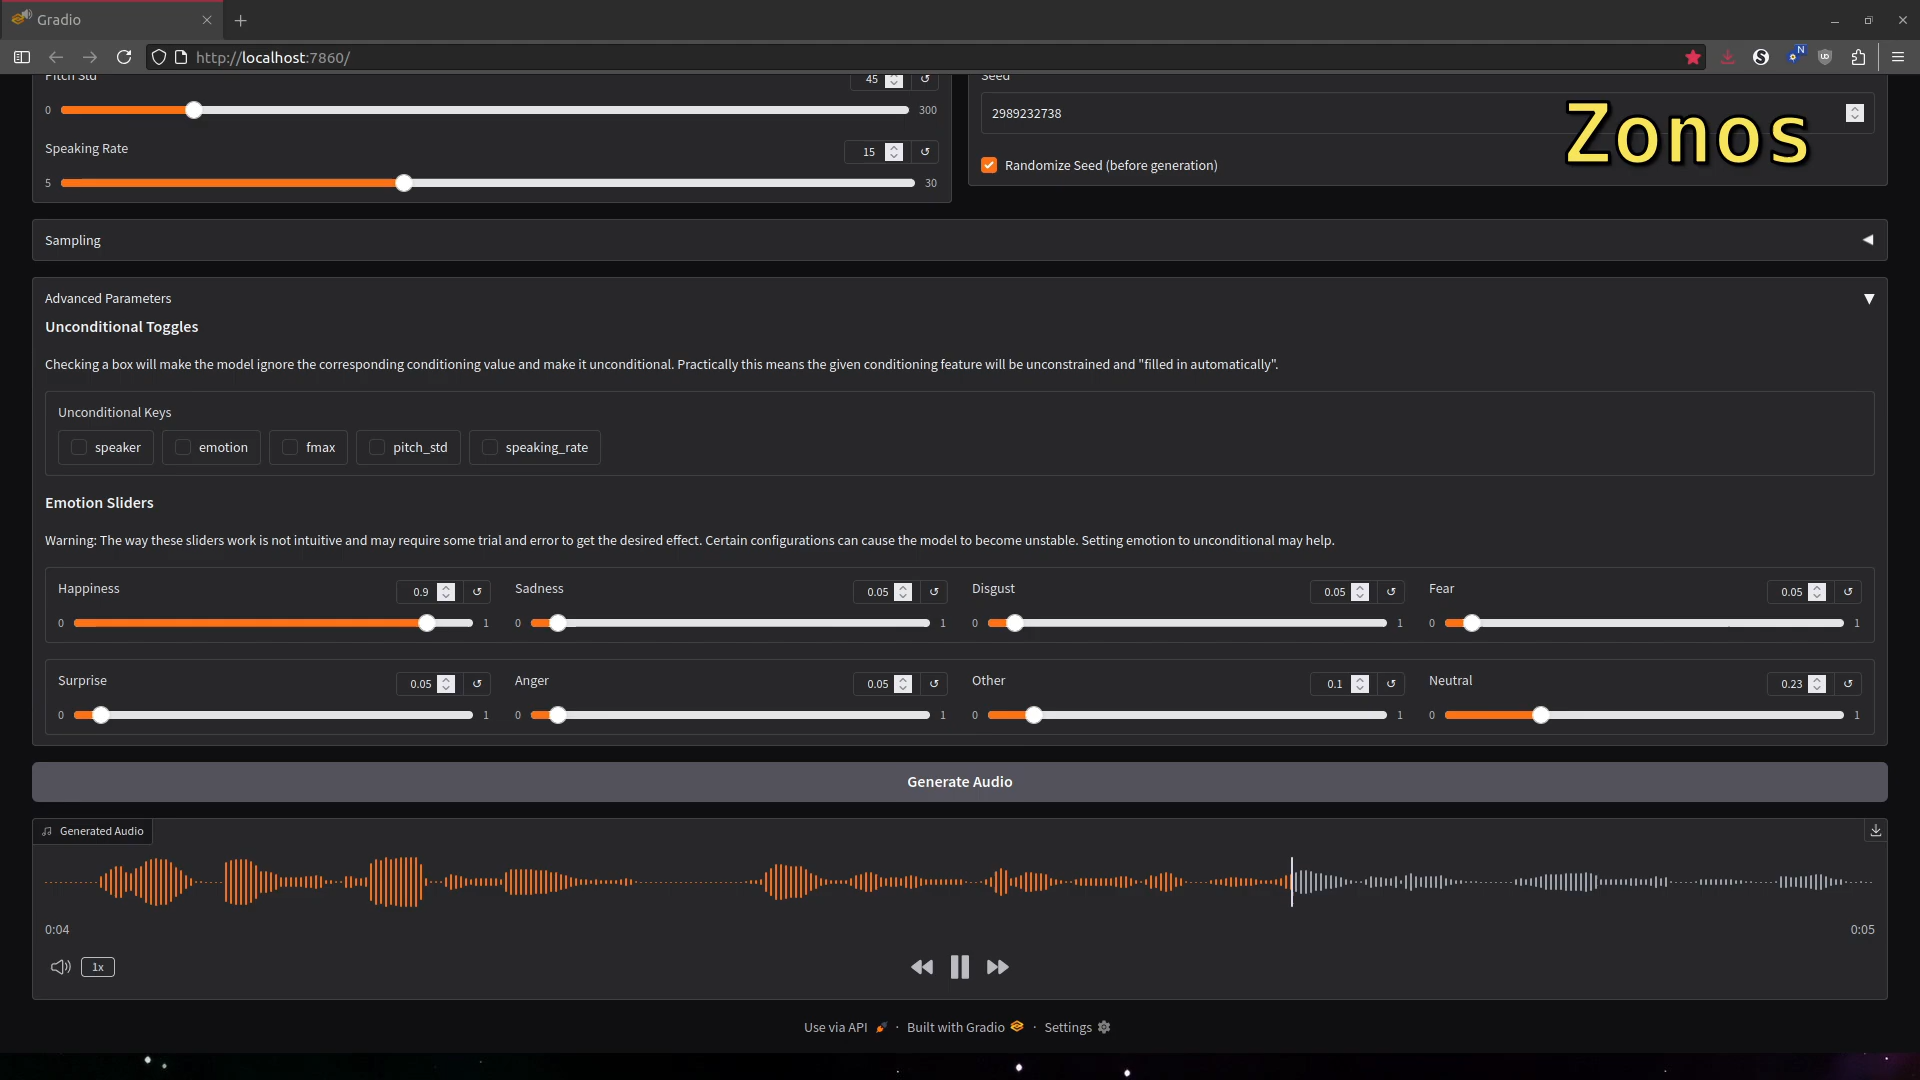 Gradio
http://localhost:7860/
N
Pitch Std
45
0
300
Speaking Rate
15
5
30
Seed
2989232738
Randomize Seed (before generation)
Zonos
Sampling
Advanced Parameters
Unconditional Toggles
Checking a box will make the model ignore the corresponding conditioning value and make it unconditional. Practically this means the given conditioning feature will be unconstrained and "filled in automatically".
Unconditional Keys
speaker emotion fmax pitch_std speaking_rate
Emotion Sliders
Warning: The way these sliders work is not intuitive and may require some trial and error to get the desired effect. Certain configurations can cause the model to become unstable. Setting emotion to unconditional may help.
Happiness 0.9 Sadness 0.05 Disgust 0.05 Fear 0.05
0 1 0 1 0 1 0 1
Surprise 0.05 Anger 0.05 Other 0.1 Neutral 0.23
0 1 0 1 0 1 0 1
Generate Audio
Generated Audio
0:04 0:05
1x
Use via API · Built with Gradio · Settings